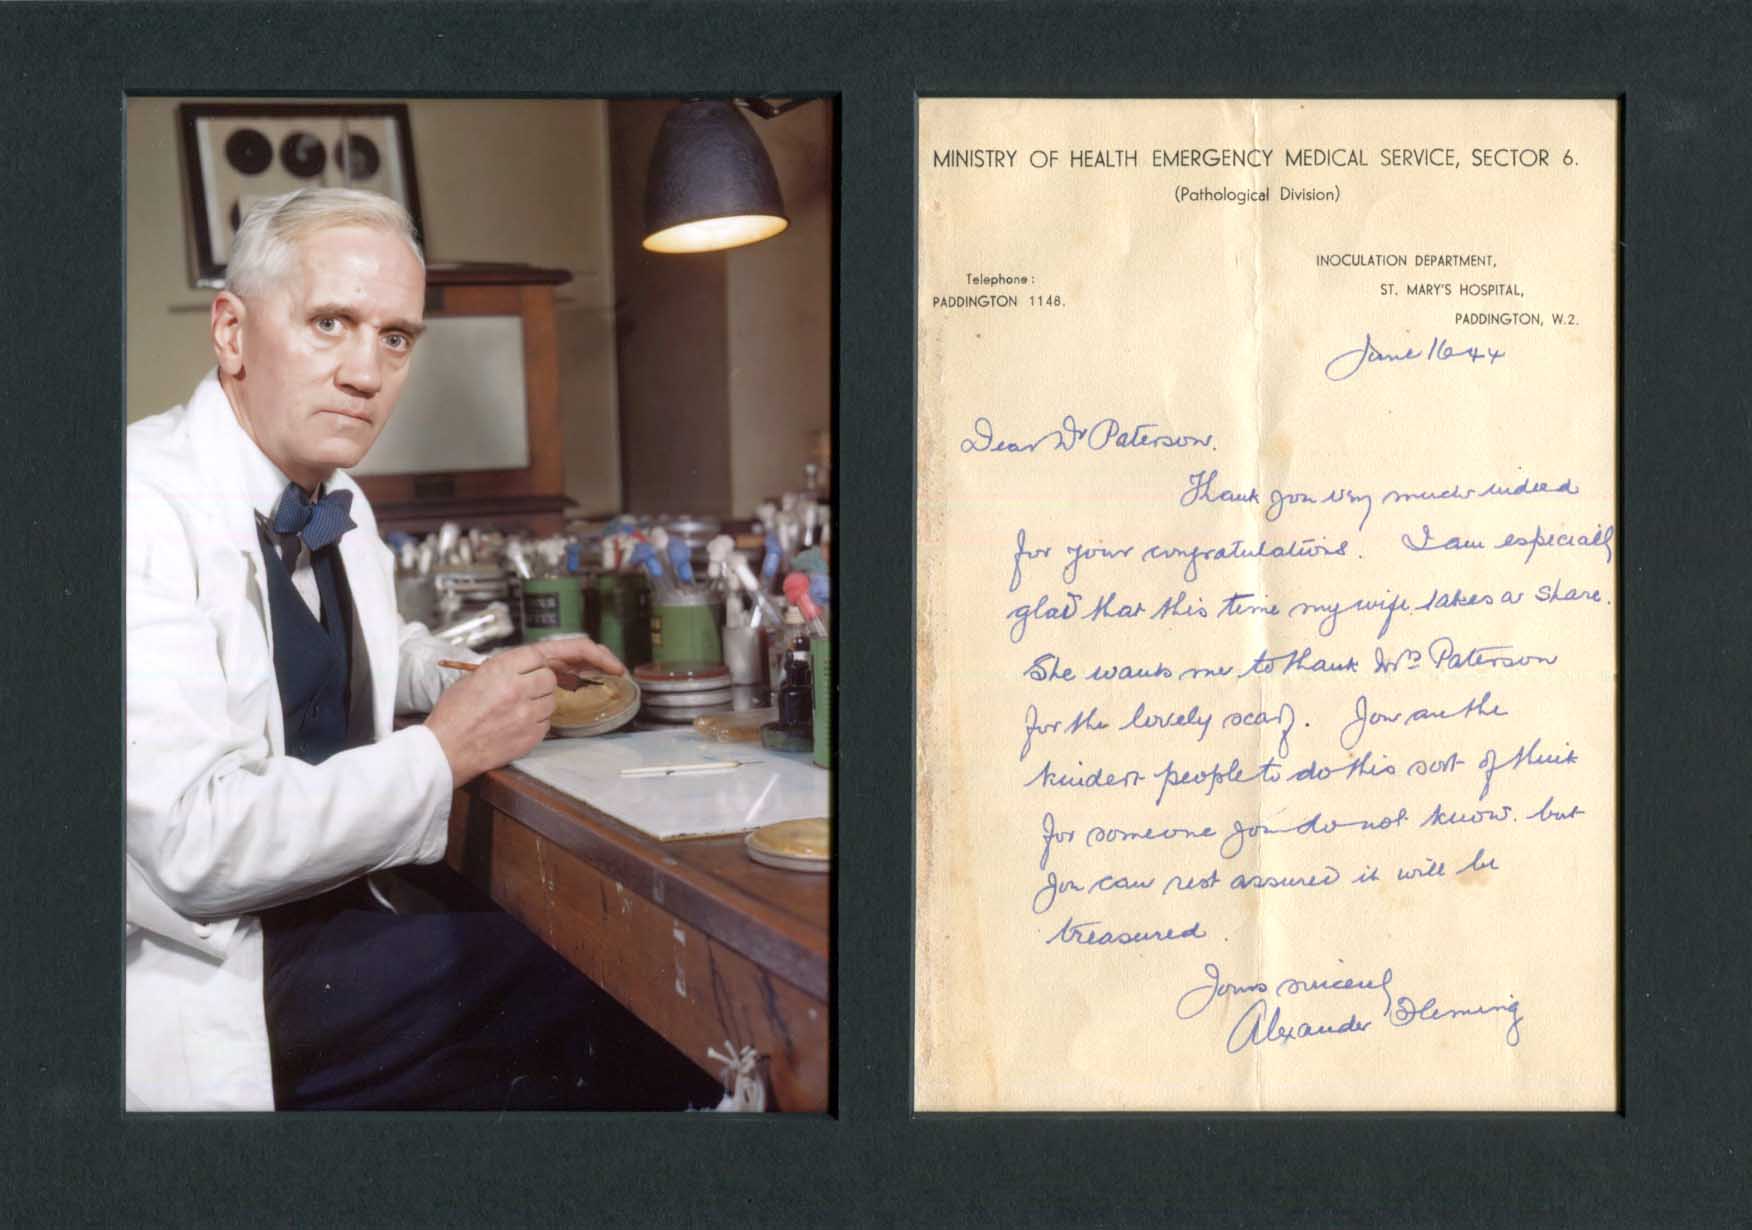 MINISTRY OF HEALTH EMERGENCY MEDICAL SERVICE, SECTOR 6.
(Pathological Division)
Telephone:
PADDINGTON 1148.
INOCULATION DEPARTMENT,
ST. MARY'S HOSPITAL,
PADDINGTON, W.2.
June 16 44
Dear Dr Paterson.
Thank you very much indeed
for your congratulations. I am especially
glad that this time my wife takes a share.
She wants me to thank Mrs Paterson
for the lovely scarf. You are the
kindest people to do this sort of think
for someone you do not know. but
you can rest assured it will be
treasured.
Yours sincerely
Alexander Fleming